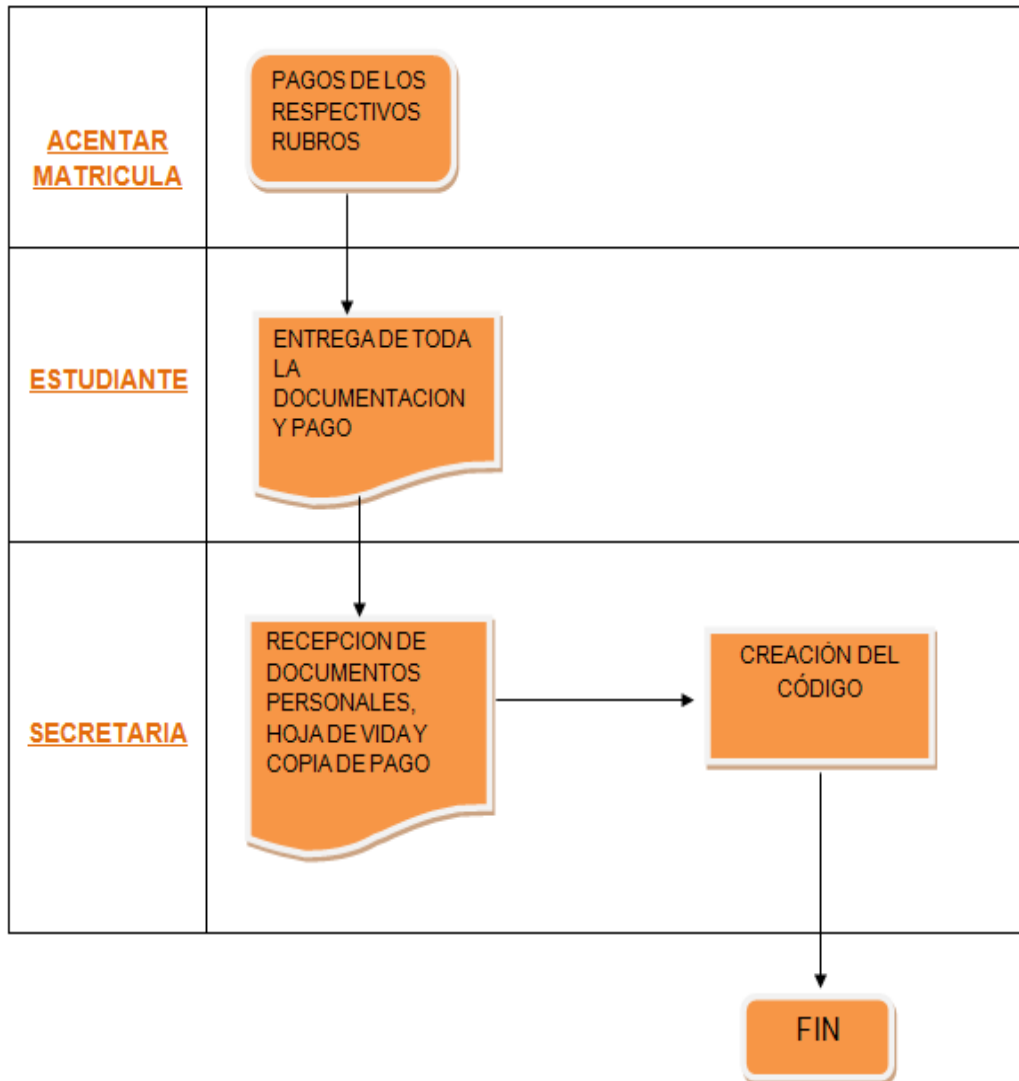 ACENTAR
MATRICULA
PAGOS DE LOS
RESPECTIVOS
RUBROS
ESTUDIANTE
ENTREGA DE TODA
LA
DOCUMENTACION
Y PAGO
SECRETARIA
RECEPCION DE
DOCUMENTOS
PERSONALES,
HOJA DE VIDA Y
COPIA DE PAGO
CREACIÓN DEL
CÓDIGO
FIN